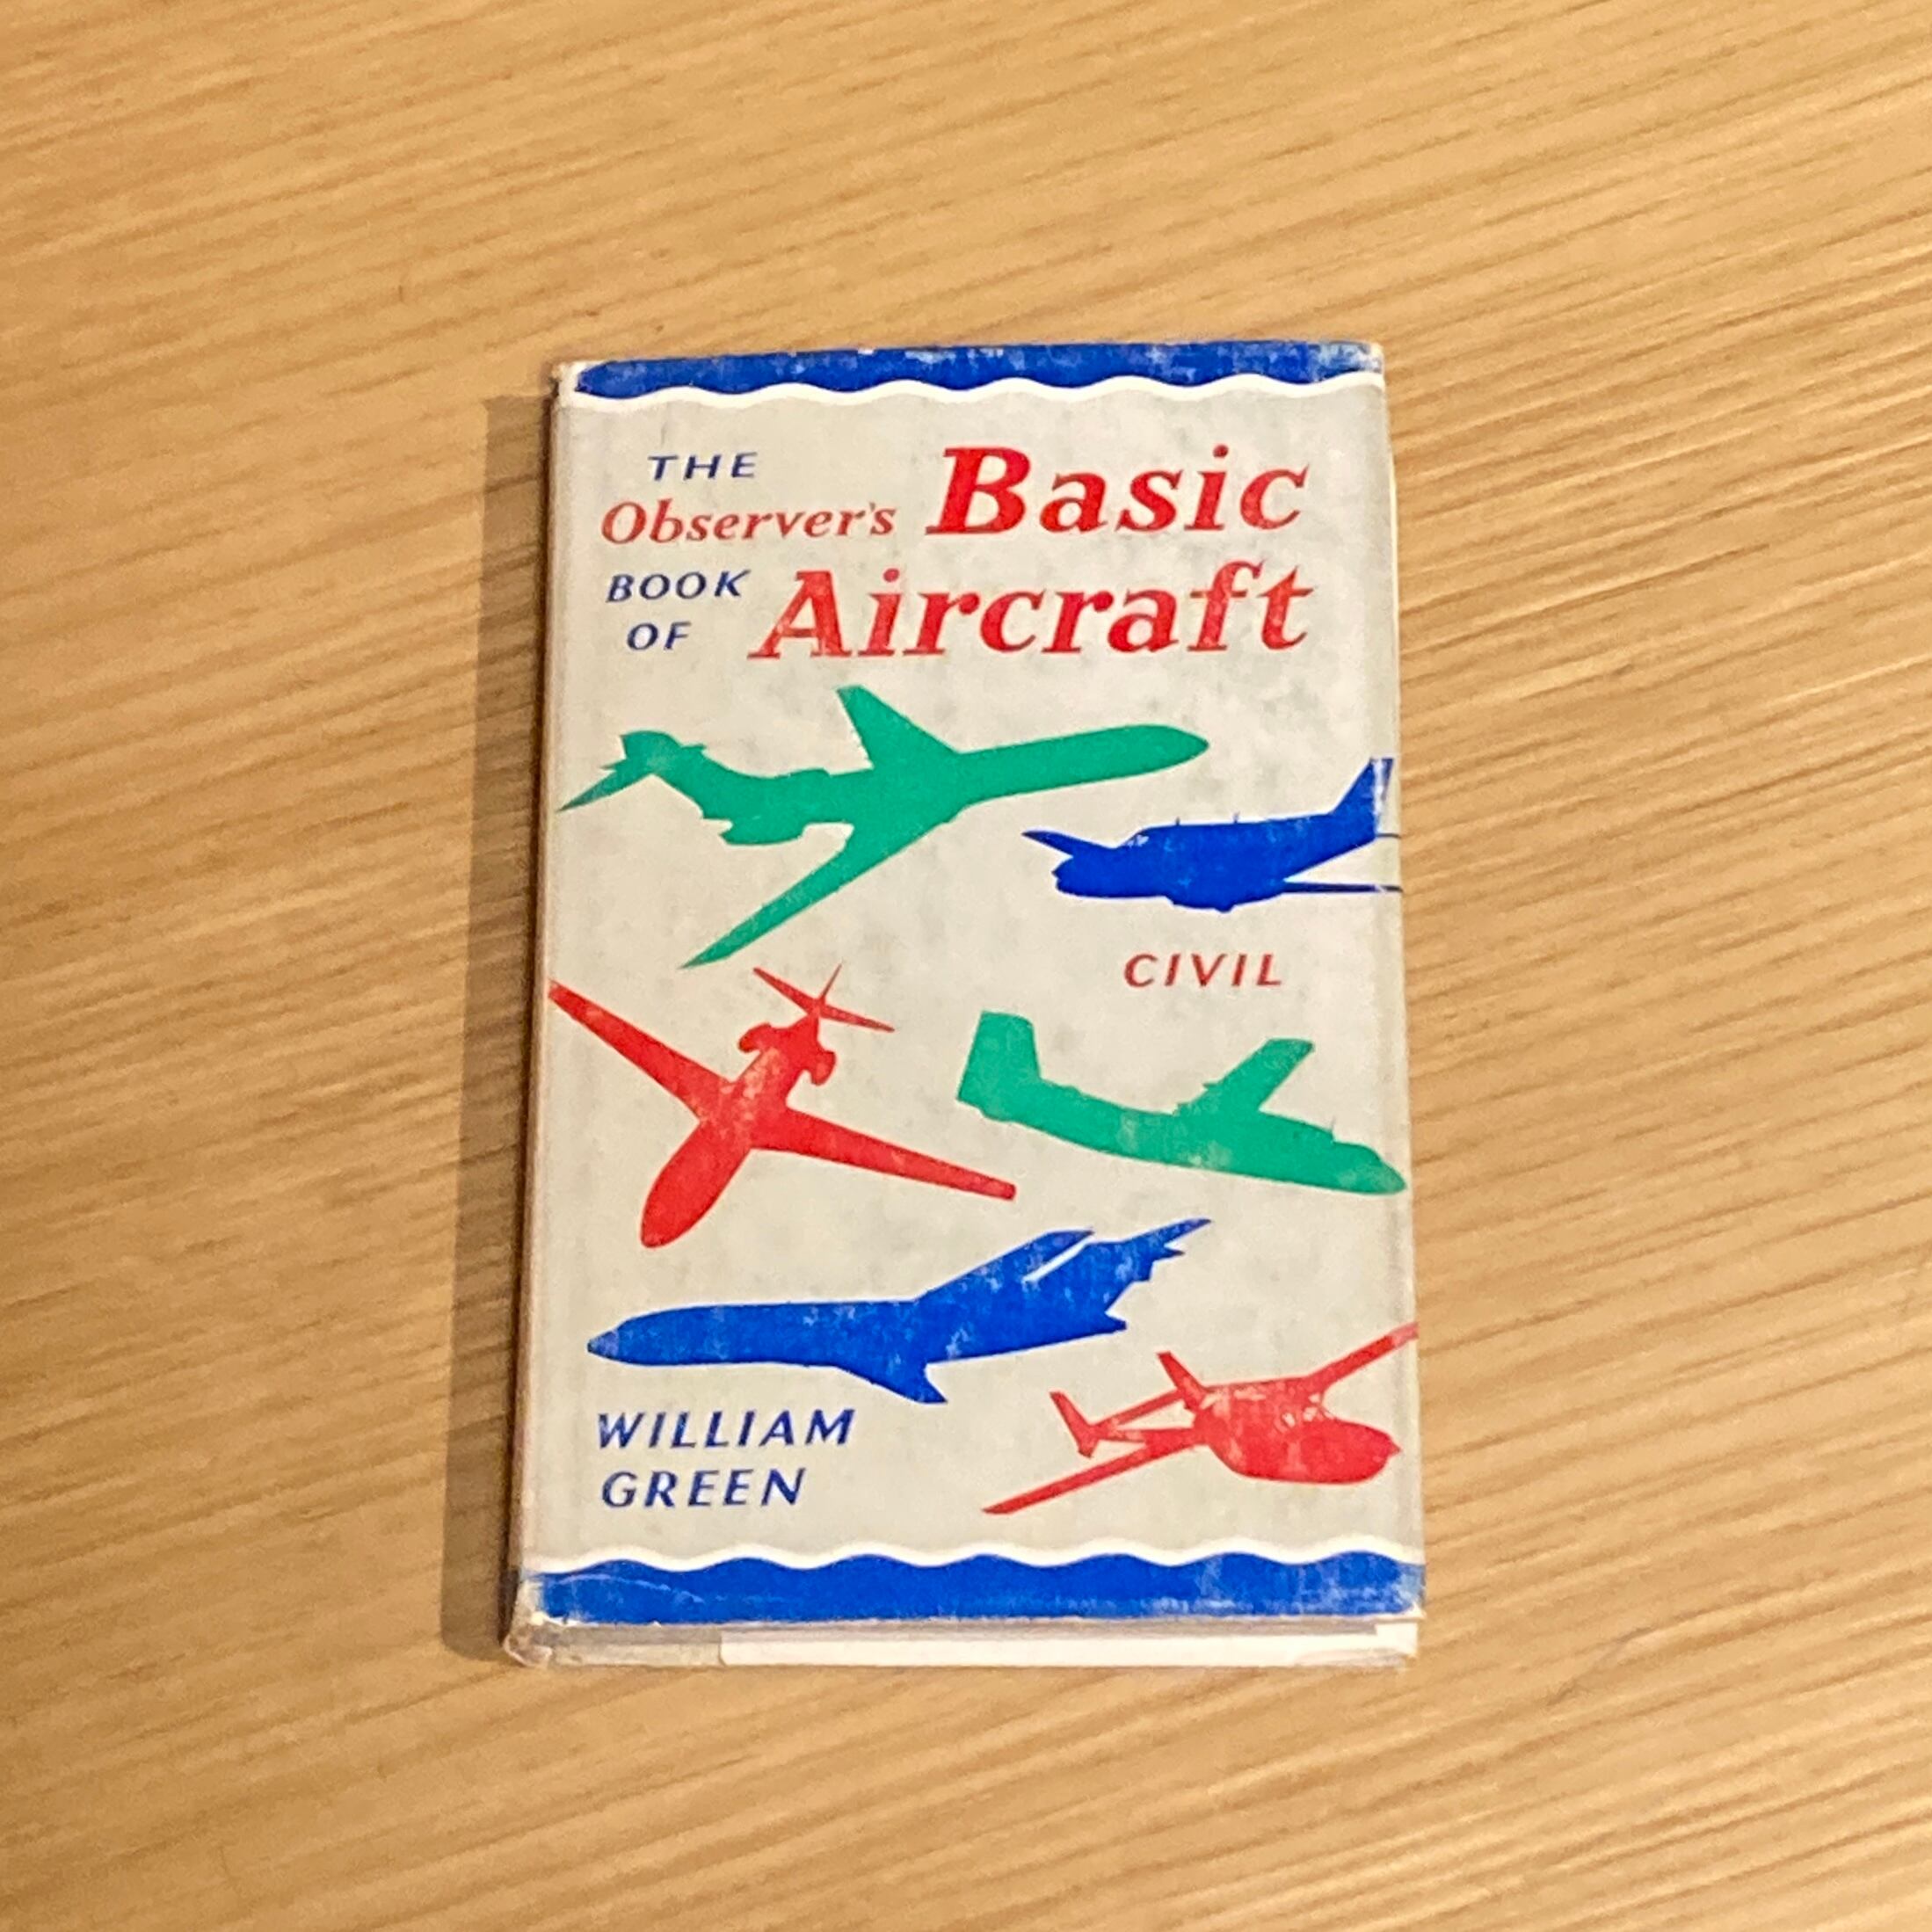 THE
Observer's
BOOK
OF
Basic
Aircraft
CIVIL
WILLIAM
GREEN